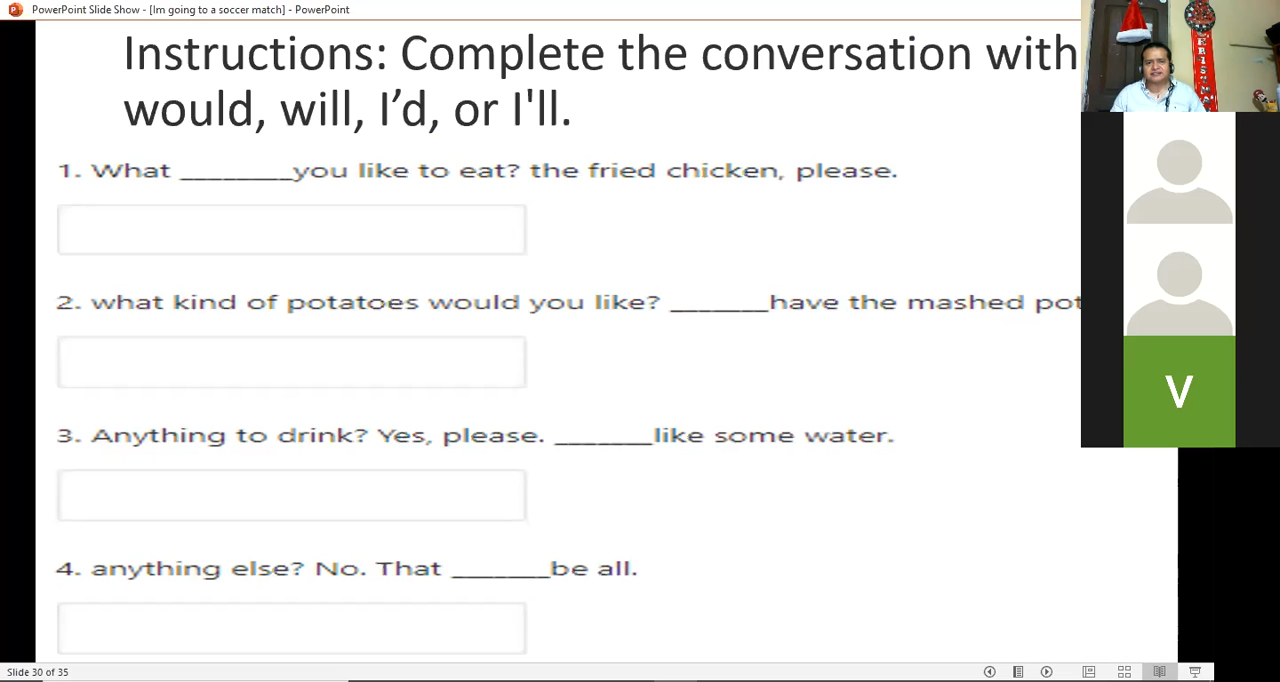 PowerPoint Slide Show - [Im going to a soccer match] - PowerPoint
Instructions: Complete the conversation with
would, will, I’d, or I'll.
1. What ________you like to eat? the fried chicken, please.
2. what kind of potatoes would you like? _______have the mashed pot
3. Anything to drink? Yes, please. _______like some water.
4. anything else? No. That _______be all.
V
Slide 30 of 35